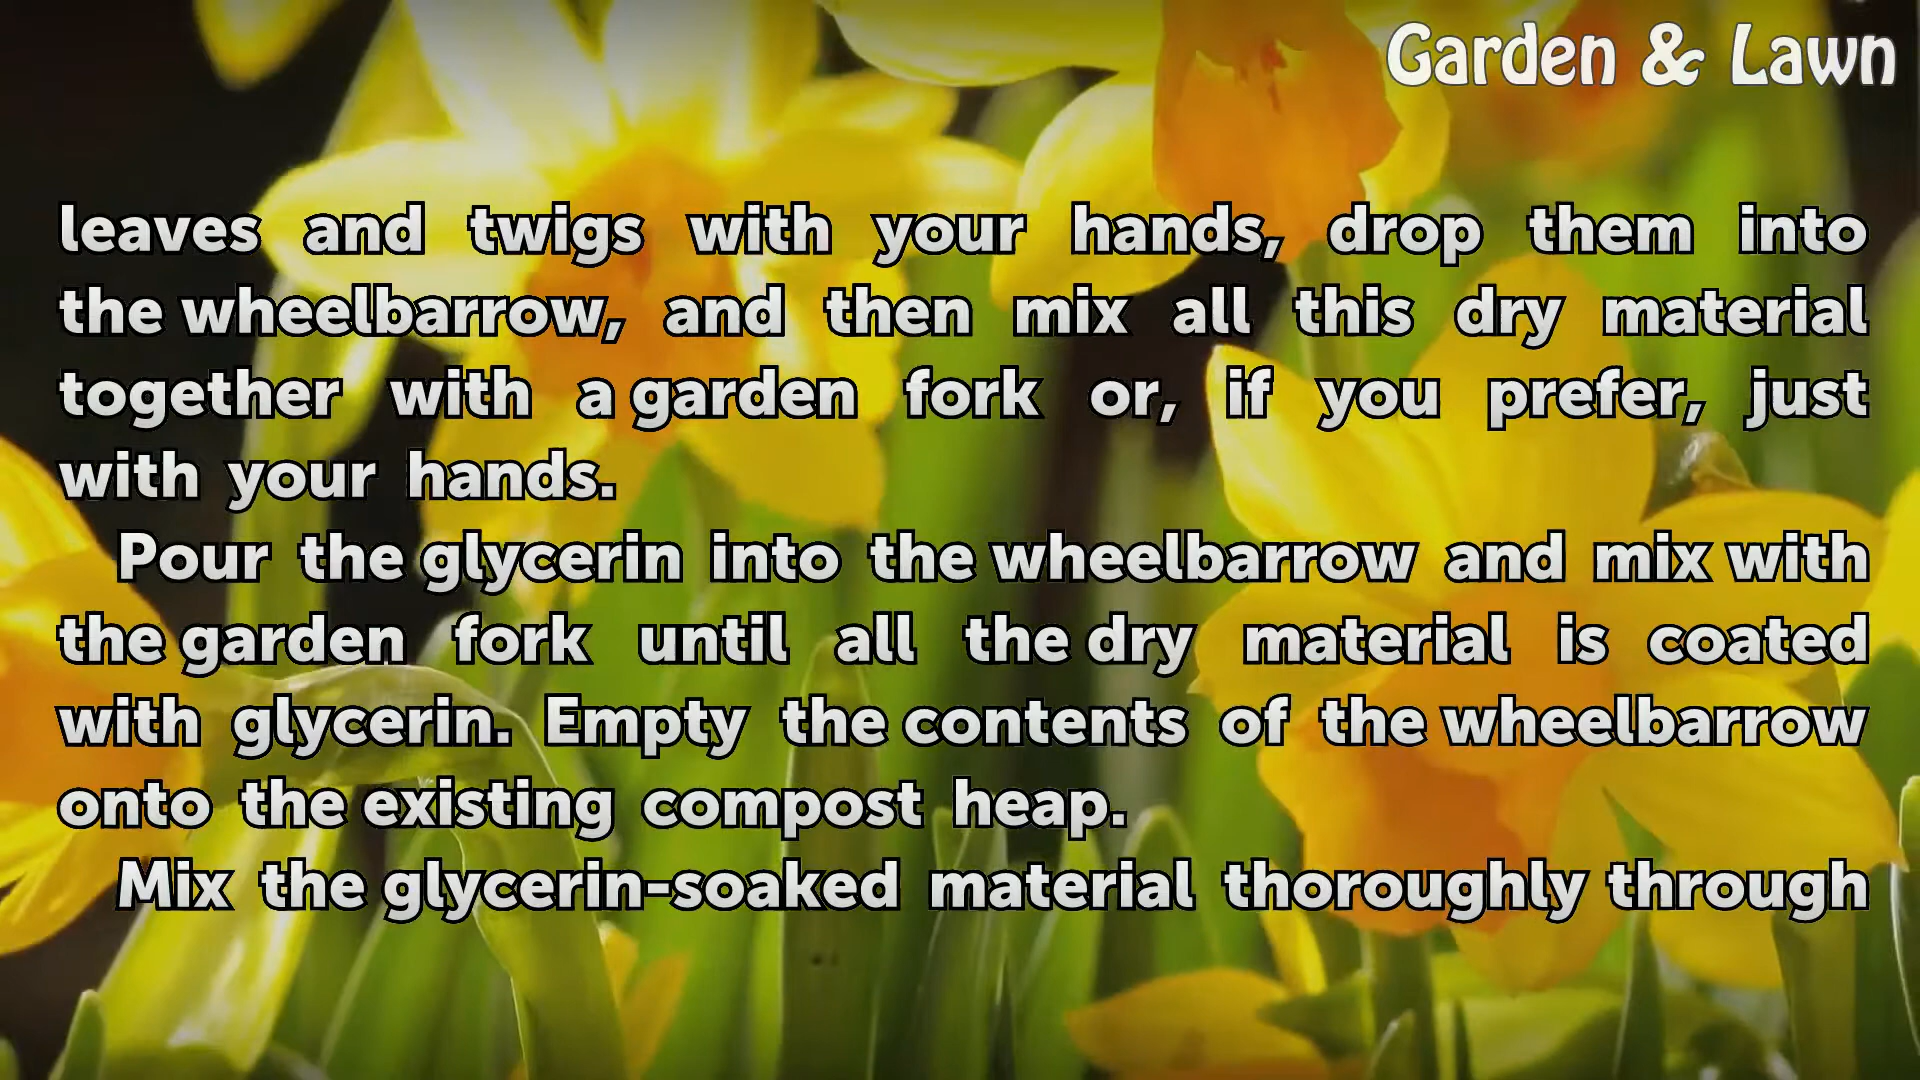 Garden & Lawn
leaves and twigs with your hands, drop them into
the wheelbarrow, and then mix all this dry material
together with a garden fork or, if you prefer, just
with your hands.
Pour the glycerin into the wheelbarrow and mix with
the garden fork until all the dry material is coated
with glycerin. Empty the contents of the wheelbarrow
onto the existing compost heap.
Mix the glycerin-soaked material thoroughly through